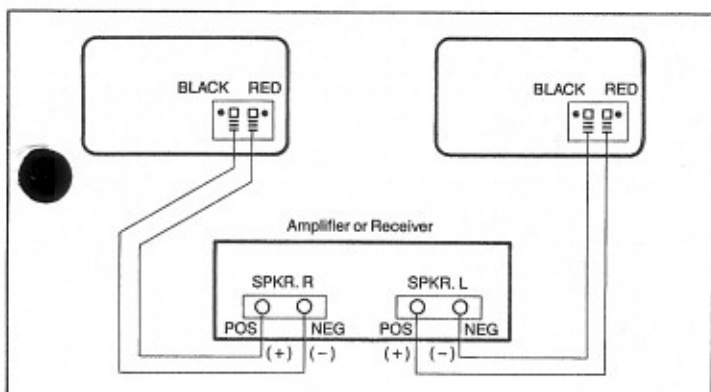 BLACK RED
BLACK RED
Amplifier or Receiver
SPKR. R
SPKR. L
POS NEG
POS NEG
(+) (−)
(+) (−)